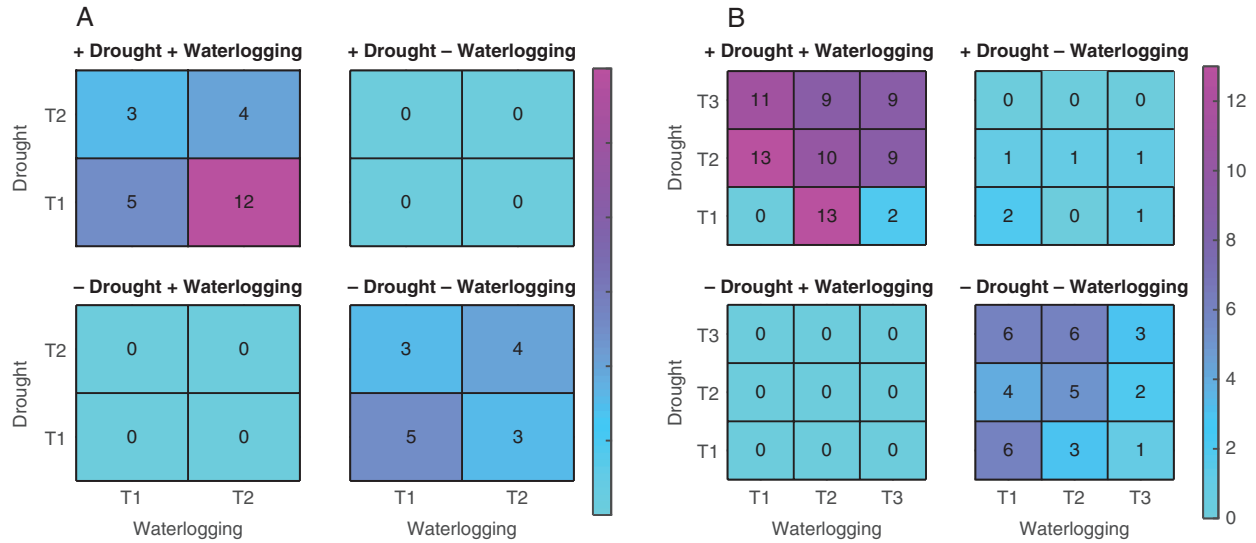 A
+ Drought + Waterlogging
+ Drought – Waterlogging
Drought
T2
3 4
0 0
T1
5 12
0 0
– Drought + Waterlogging
– Drought – Waterlogging
Drought
T2
0 0
3 4
T1
0 0
5 3
T1 T2
T1 T2
Waterlogging
Waterlogging
B
+ Drought + Waterlogging
+ Drought – Waterlogging
Drought
T3
11 9 9
0 0 0
T2
13 10 9
1 1 1
T1
0 13 2
2 0 1
– Drought + Waterlogging
– Drought – Waterlogging
Drought
T3
0 0 0
6 6 3
T2
0 0 0
4 5 2
T1
0 0 0
6 3 1
T1 T2 T3
T1 T2 T3
Waterlogging
Waterlogging
12
10
8
6
4
2
0